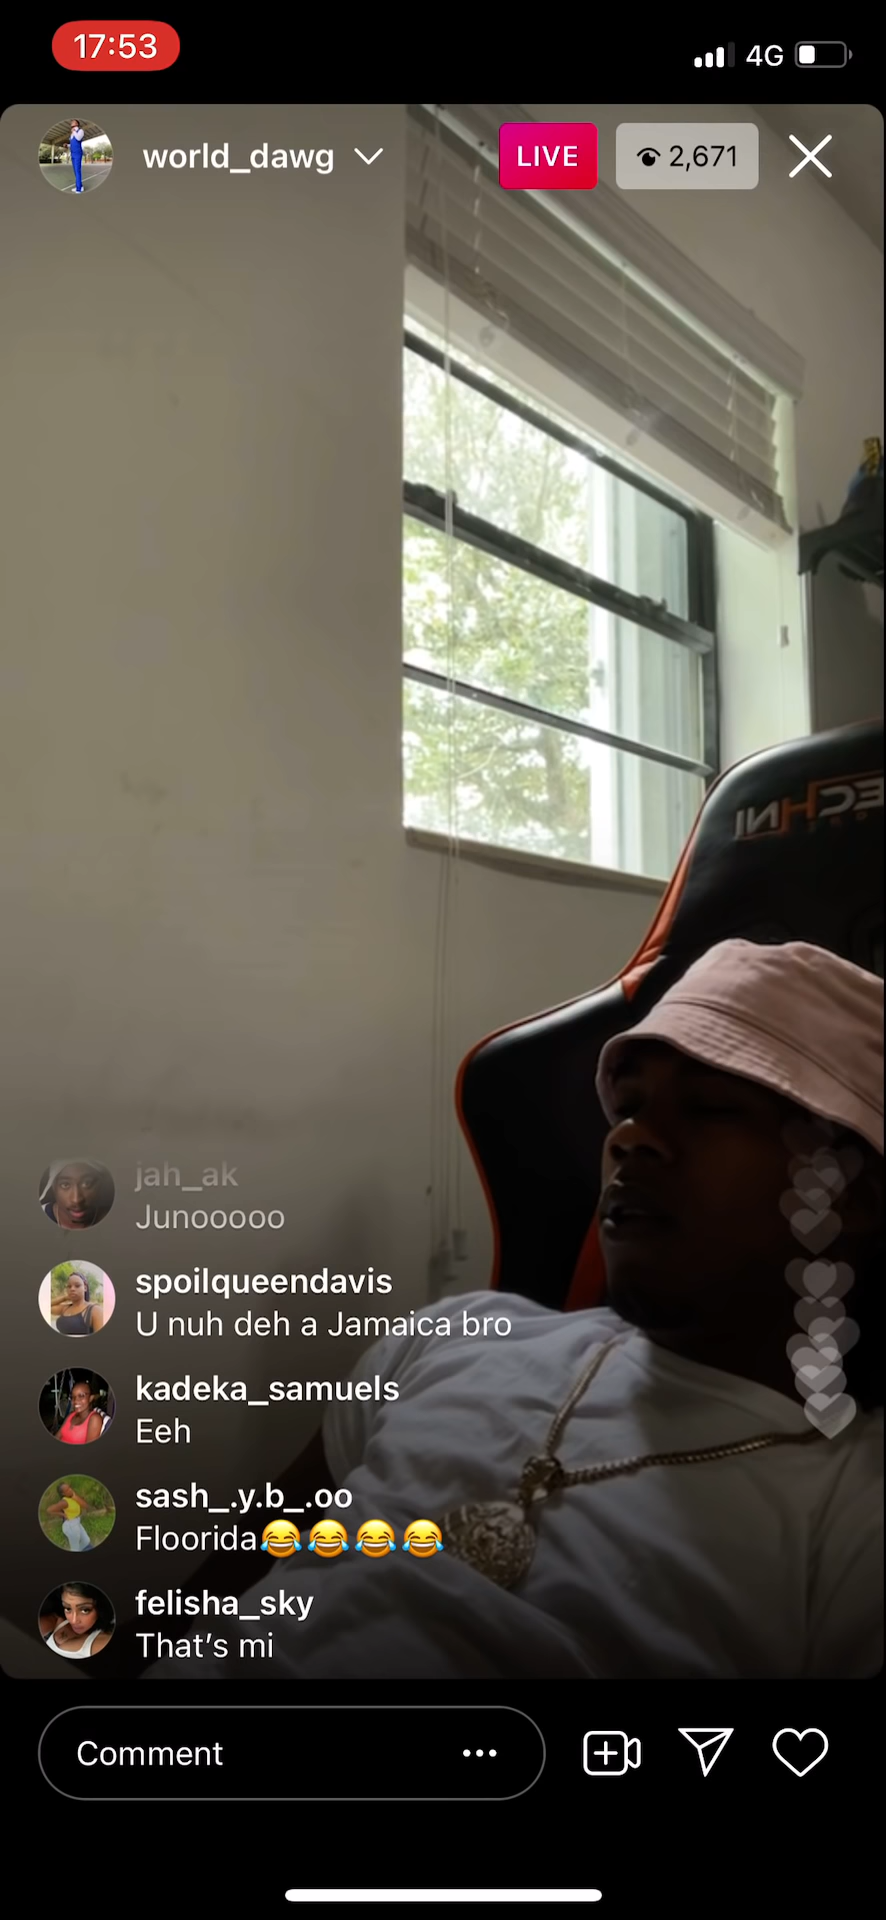 17:53
4G
world_dawg
LIVE
2,671
jah_ak
Junooooo
spoilqueendavis
U nuh deh a Jamaica bro
kadeka_samuels
Eeh
sash_.y.b_.oo
Floorida😂😂😂😂
felisha_sky
That's mi
Comment